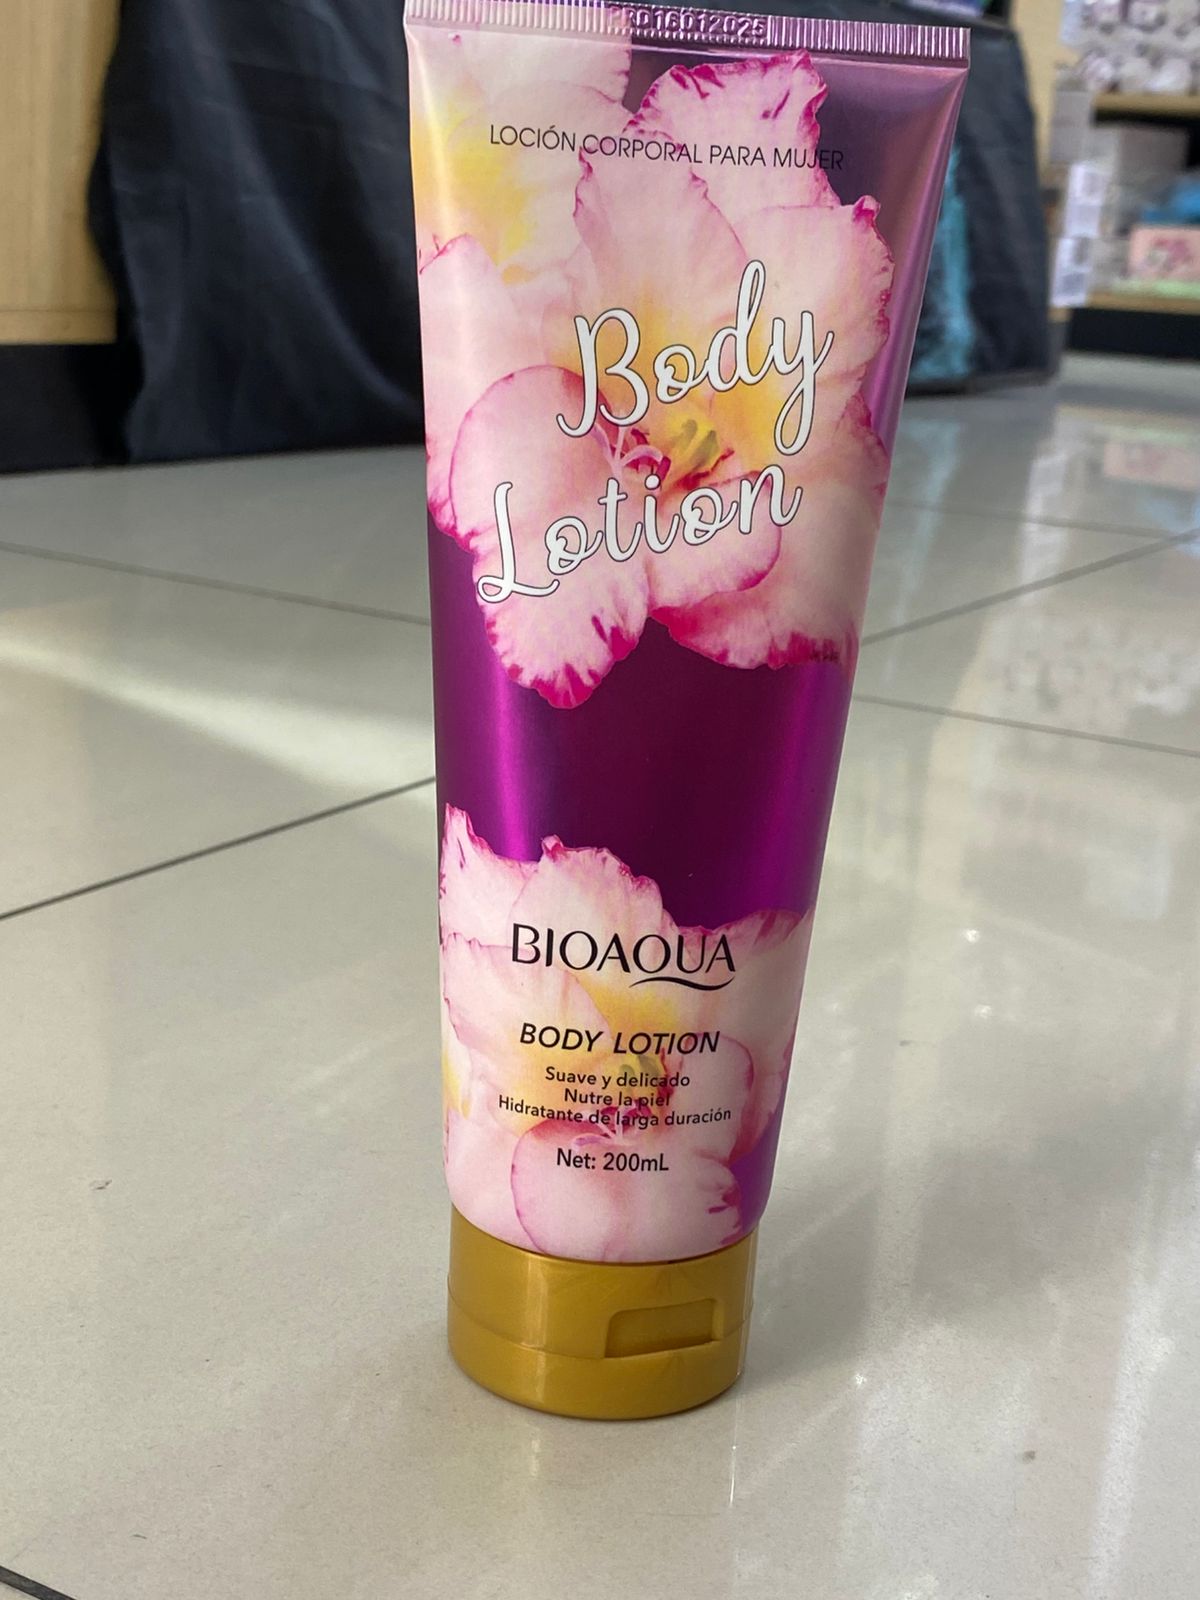 PRD16012025
LOCIÓN CORPORAL PARA MUJER
Body
Lotion
BIOAQUA
BODY LOTION
Suave y delicado
Nutre la piel
Hidratante de larga duración
Net: 200mL